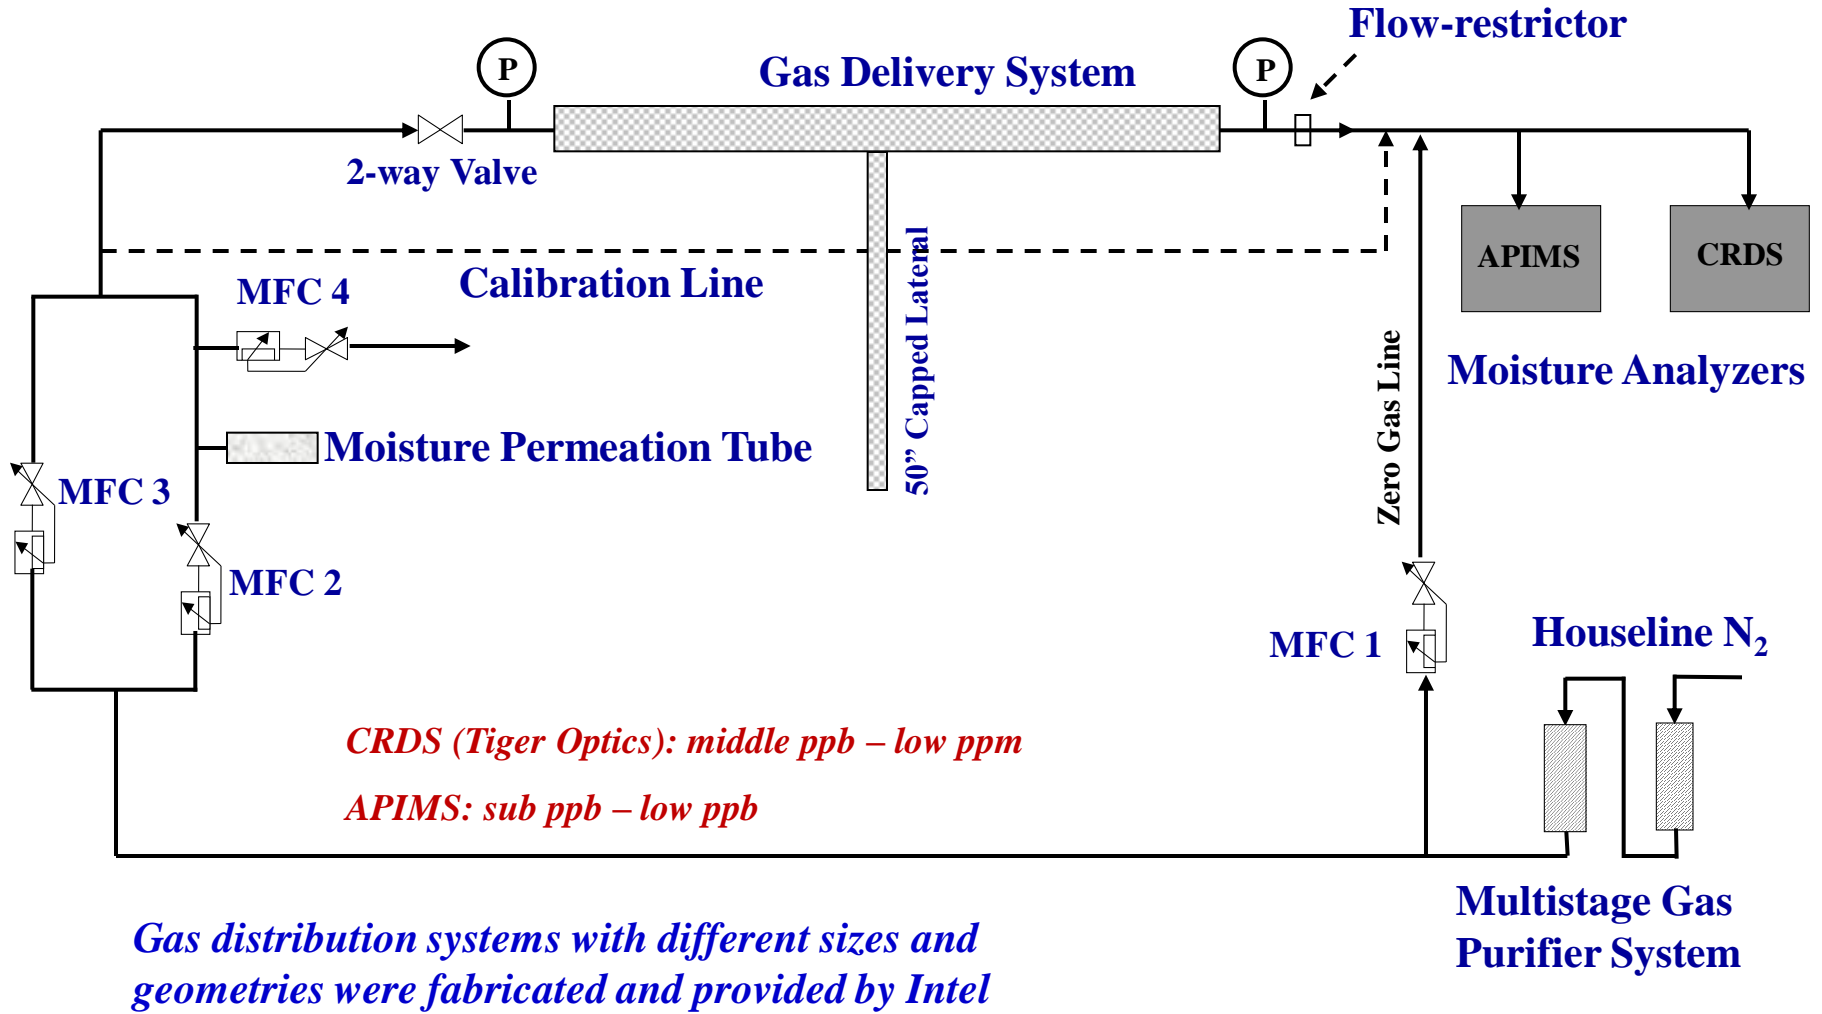 Flow-restrictor
P
Gas Delivery System
P
2-way Valve
APIMS
CRDS
Calibration Line
MFC 4
50” Capped Lateral
Zero Gas Line
Moisture Analyzers
Moisture Permeation Tube
MFC 3
MFC 2
MFC 1
Houseline N₂
CRDS (Tiger Optics): middle ppb – low ppm
APIMS: sub ppb – low ppb
Multistage Gas
Purifier System
Gas distribution systems with different sizes and
geometries were fabricated and provided by Intel